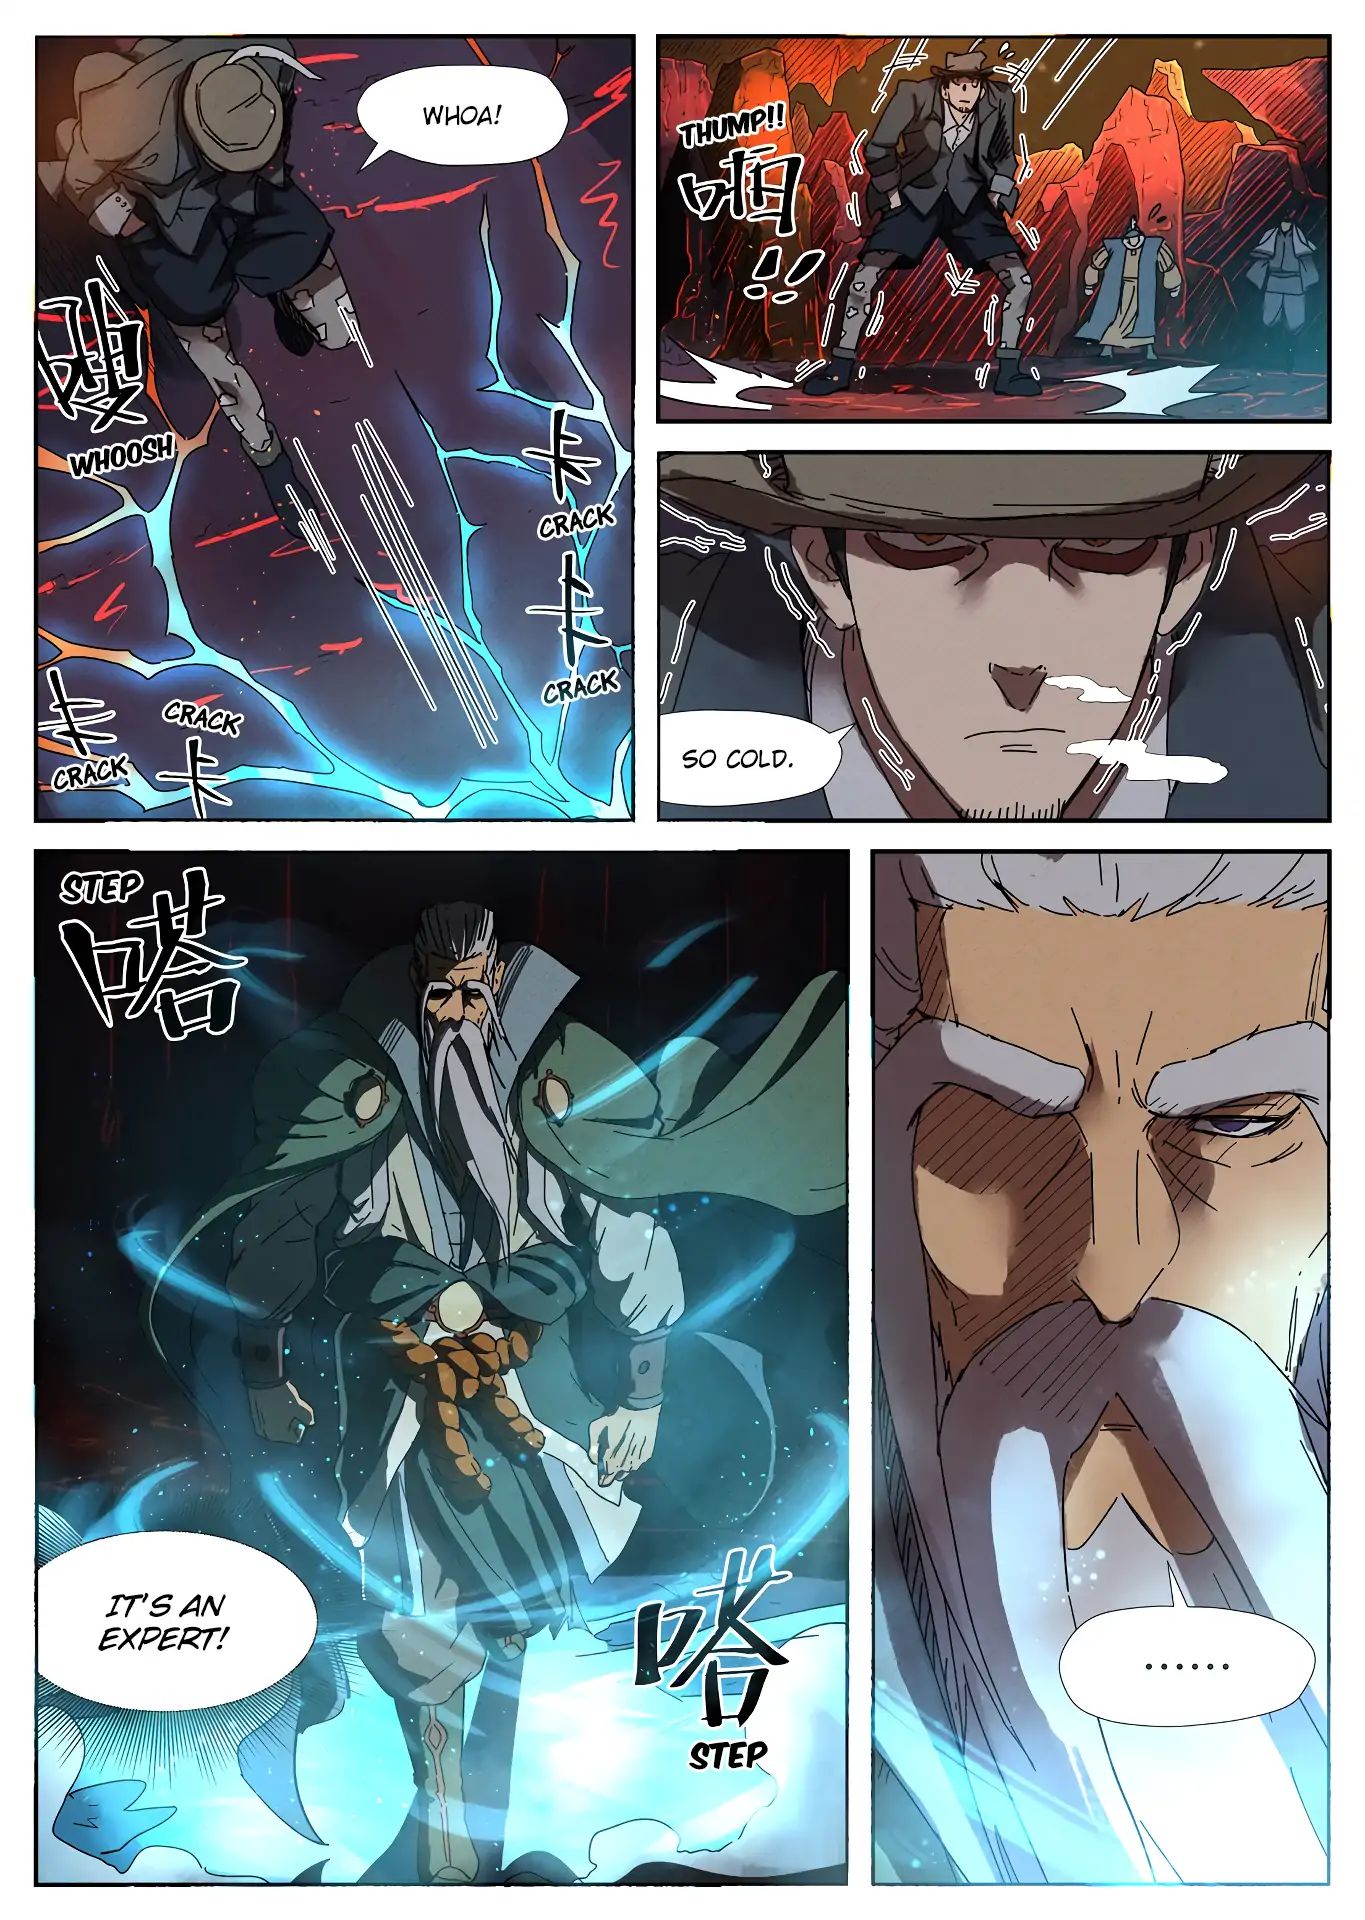 WHOA!
嗖
WHOOSH
卡
CRACK
卡
CRACK
卡
CRACK
CRACK
卡
THUMP!!
啪!!
SO COLD.
STEP
嗒
IT'S AN
EXPERT!
嗒
STEP
......